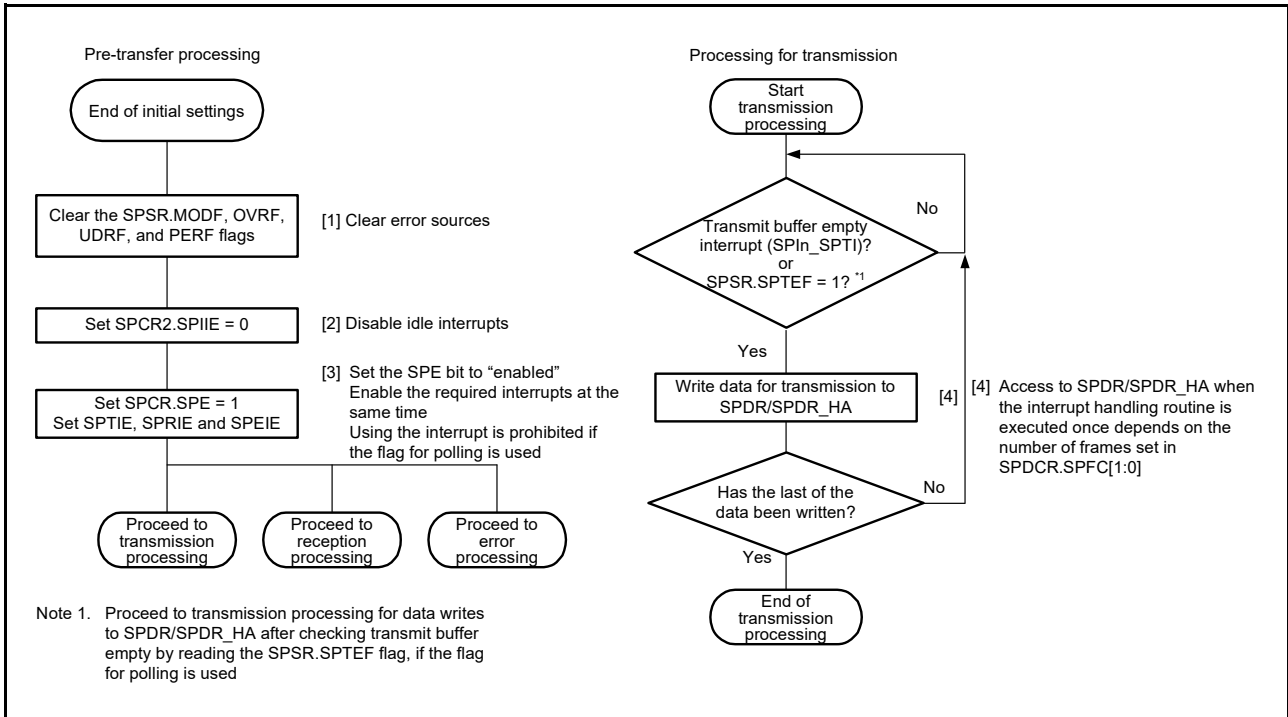 Pre-transfer processing
End of initial settings
Clear the SPSR.MODF, OVRF,
UDRF, and PERF flags
[1] Clear error sources
Set SPCR2.SPIIE = 0
[2] Disable idle interrupts
Set SPCR.SPE = 1
Set SPTIE, SPRIE and SPEIE
[3] Set the SPE bit to “enabled”
Enable the required interrupts at the
same time
Using the interrupt is prohibited if
the flag for polling is used
Proceed to
transmission
processing
Proceed to
reception
processing
Proceed to
error
processing
Note 1. Proceed to transmission processing for data writes
to SPDR/SPDR_HA after checking transmit buffer
empty by reading the SPSR.SPTEF flag, if the flag
for polling is used
Processing for transmission
Start
transmission
processing
Transmit buffer empty
interrupt (SPIn_SPTI)?
or
SPSR.SPTEF = 1? *1
No
Yes
Write data for transmission to
SPDR/SPDR_HA
[4]
[4] Access to SPDR/SPDR_HA when
the interrupt handling routine is
executed once depends on the
number of frames set in
SPDCR.SPFC[1:0]
Has the last of the
data been written?
No
Yes
End of
transmission
processing